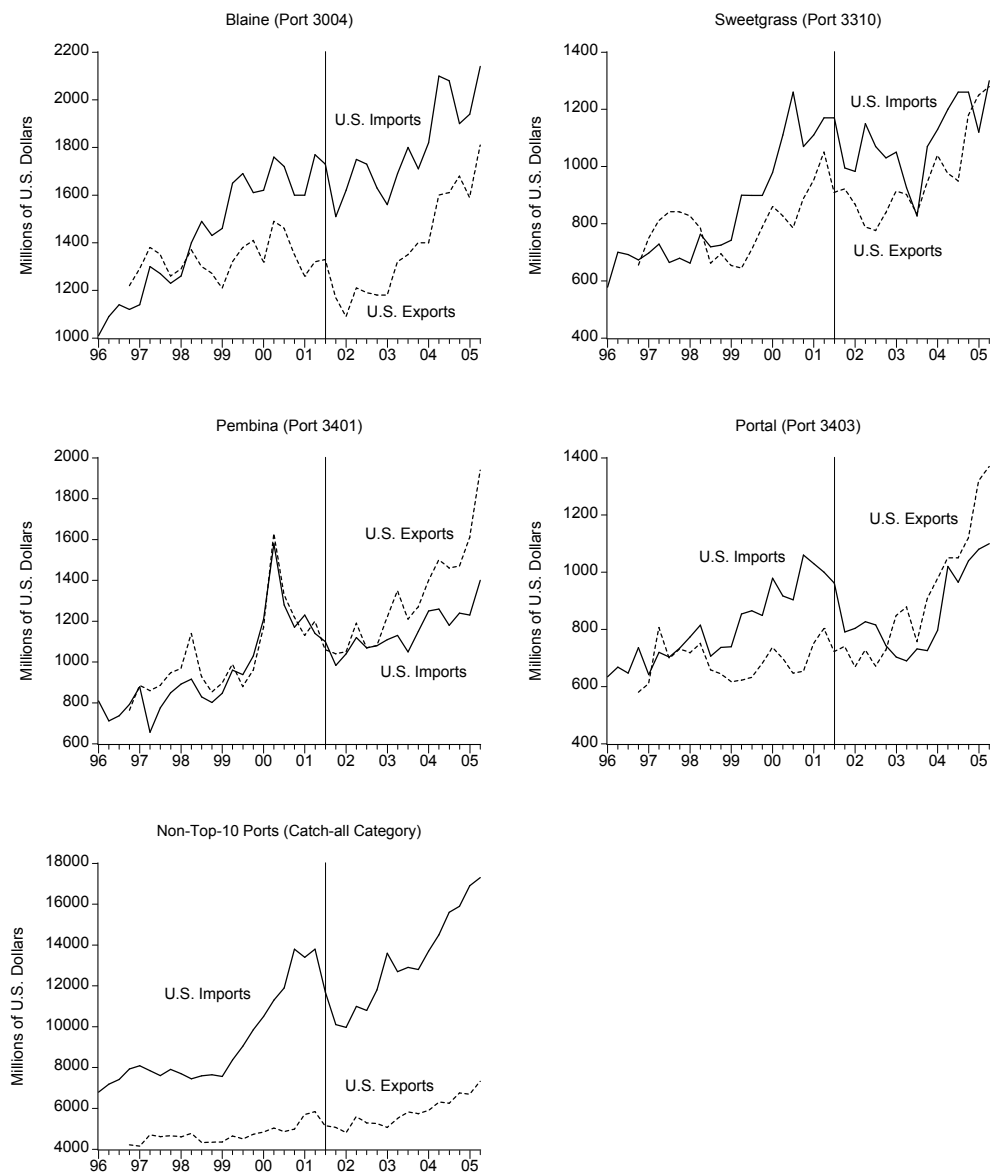 Blaine (Port 3004)
Millions of U.S. Dollars
2200
2000
1800
1600
1400
1200
1000
U.S. Imports
U.S. Exports
96 97 98 99 00 01 02 03 04 05
Sweetgrass (Port 3310)
Millions of U.S. Dollars
1400
1200
1000
800
600
400
U.S. Imports
U.S. Exports
96 97 98 99 00 01 02 03 04 05
Pembina (Port 3401)
Millions of U.S. Dollars
2000
1800
1600
1400
1200
1000
800
600
U.S. Exports
U.S. Imports
96 97 98 99 00 01 02 03 04 05
Portal (Port 3403)
Millions of U.S. Dollars
1400
1200
1000
800
600
400
U.S. Exports
U.S. Imports
96 97 98 99 00 01 02 03 04 05
Non-Top-10 Ports (Catch-all Category)
Millions of U.S. Dollars
18000
16000
14000
12000
10000
8000
6000
4000
U.S. Imports
U.S. Exports
96 97 98 99 00 01 02 03 04 05